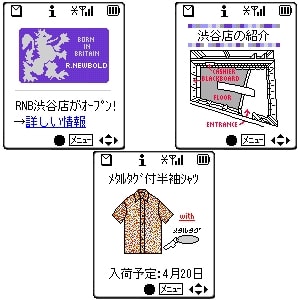 BORN
IN
BRITAIN
R.NEWBOLD
RNB渋谷店がオープン!
→詳しい情報
メニュー
渋谷店の紹介
CASHIER
BLACKBOARD
FLOOR
ENTRANCE
メニュー
ﾒﾀﾙﾀｸﾞ付半袖ｼｬﾂ
with
ﾒﾀﾙﾀｸﾞ
入荷予定:4月20日
メニュー